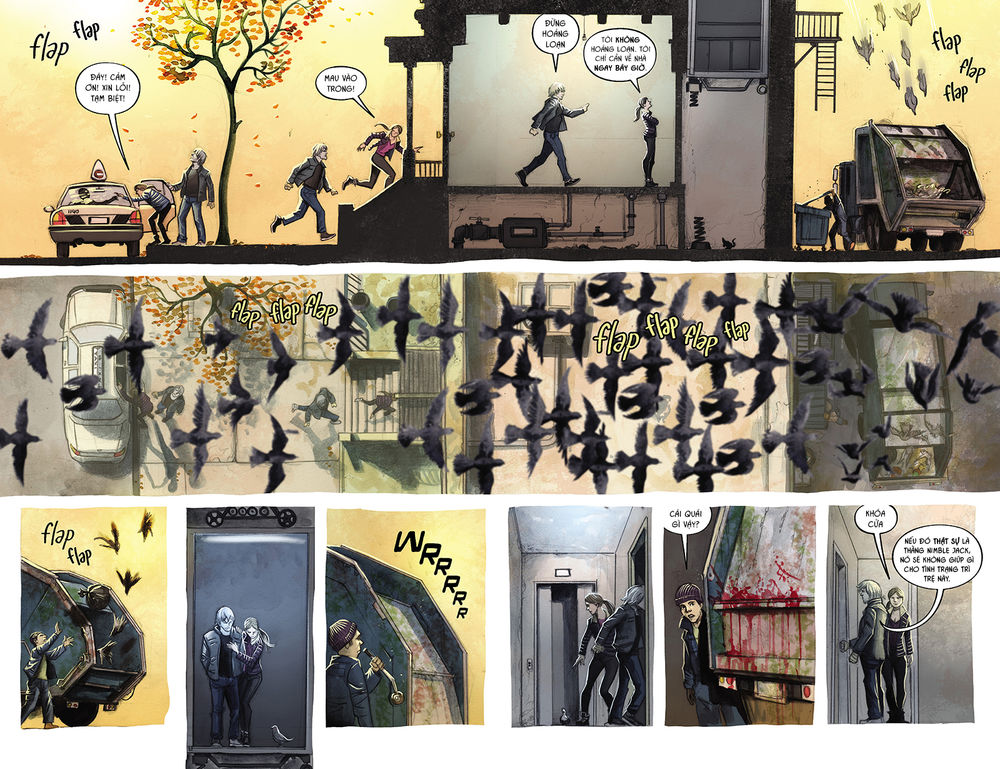 flap
flap
ĐÂY! CẢM
ƠN! XIN LỖI!
TẠM BIỆT!
1190
MAU VÀO
TRONG!
ĐỪNG
HOẢNG
LOẠN
TÔI KHÔNG
HOẢNG LOẠN. TÔI
CHỈ CẦN VỀ NHÀ
NGAY BÂY GIỜ.
flap
flap
flap
flap flap flap
flap flap flap flap
flap
flap
WRRRRR
CÁI QUÁI
GÌ VẬY?
KHÓA
CỬA
NẾU ĐÓ THẬT SỰ LÀ
THẰNG NIMBLE JACK,
NÓ SẼ KHÔNG GIÚP GÌ
CHO TÌNH TRẠNG TRÌ
TRỆ NÀY.